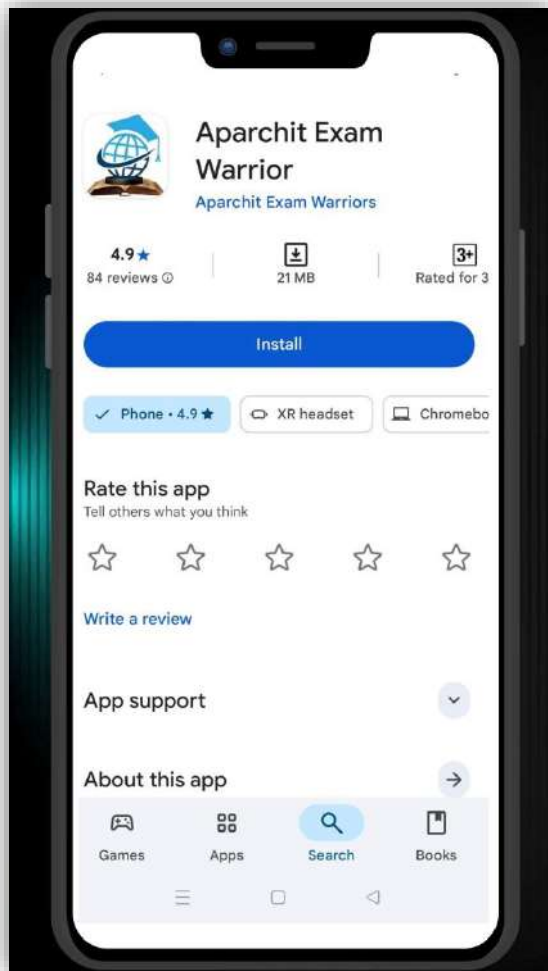 Aparchit Exam
Warrior
Aparchit Exam Warriors
4.9★
84 reviews
21 MB
3+
Rated for 3
Install
Phone • 4.9 ★
XR headset
Chromebo
Rate this app
Tell others what you think
Write a review
App support
About this app
Games
Apps
Search
Books